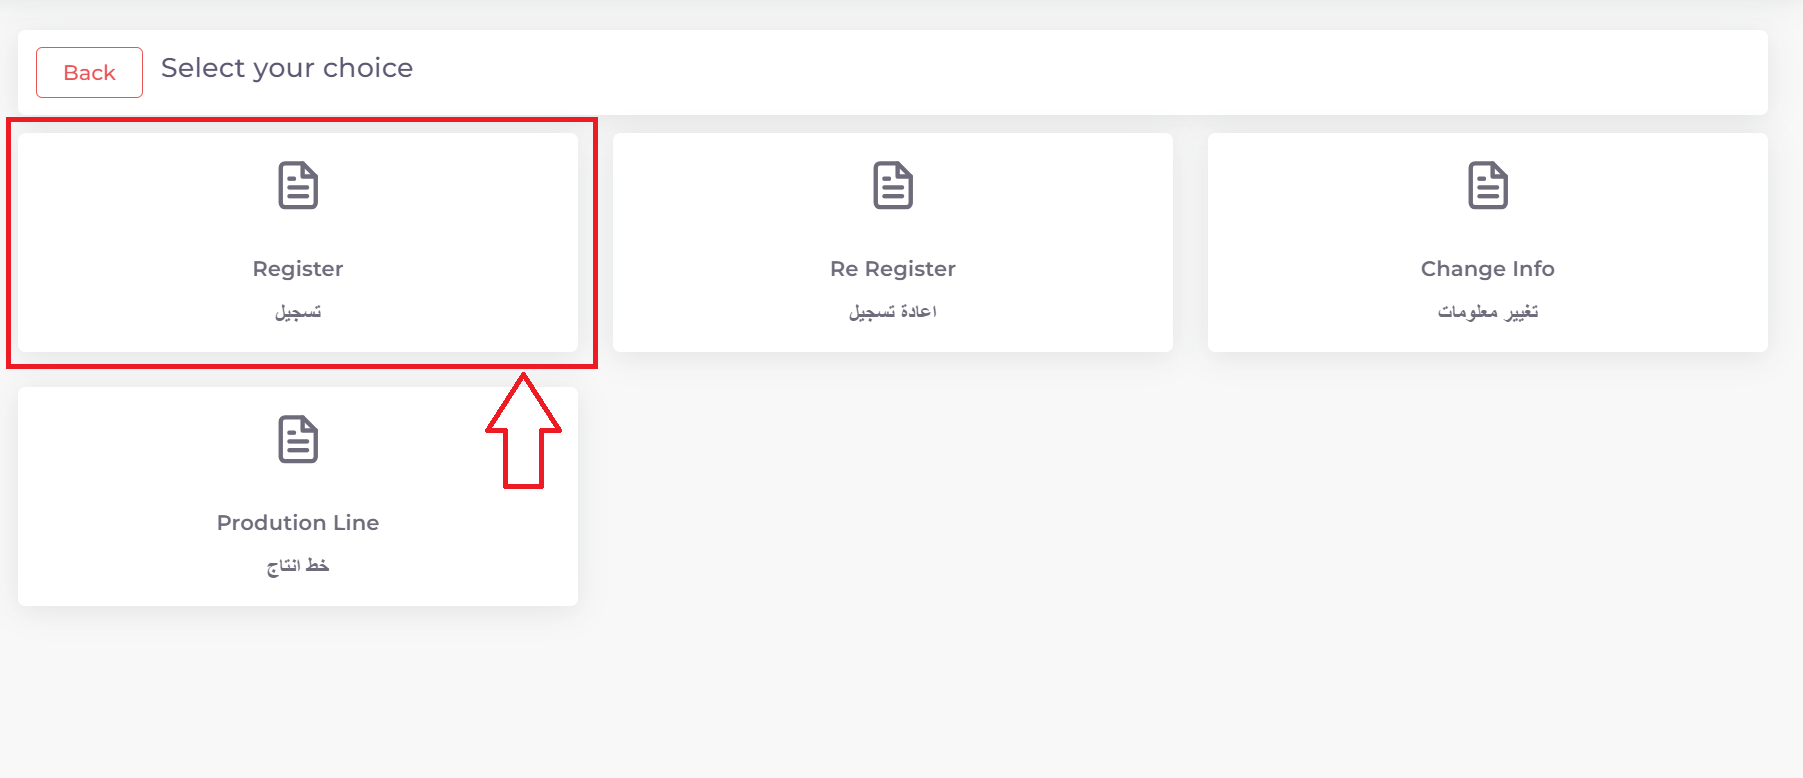 Back
Select your choice
Register
تسجيل
Re Register
اعادة تسجيل
Change Info
تغيير معلومات
Prodution Line
خط انتاج